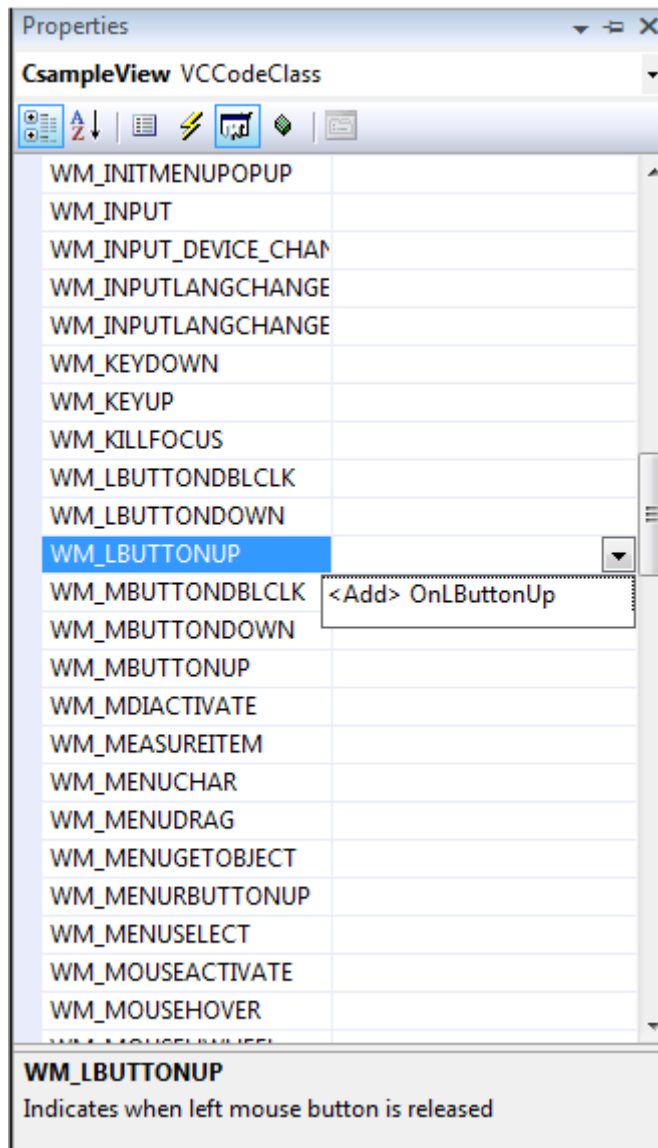 Properties
CsampleView VCCodeClass
WM_INITMENUPOPUP
WM_INPUT
WM_INPUT_DEVICE_CHAN
WM_INPUTLANGCHANGE
WM_INPUTLANGCHANGE
WM_KEYDOWN
WM_KEYUP
WM_KILLFOCUS
WM_LBUTTONDBLCLK
WM_LBUTTONDOWN
WM_LBUTTONUP
WM_MBUTTONDBLCLK
<Add> OnLButtonUp
WM_MBUTTONDOWN
WM_MBUTTONUP
WM_MDIACTIVATE
WM_MEASUREITEM
WM_MENUCHAR
WM_MENUDRAG
WM_MENUGETOBJECT
WM_MENURBUTTONUP
WM_MENUSELECT
WM_MOUSEACTIVATE
WM_MOUSEHOVER
WM_LBUTTONUP
Indicates when left mouse button is released